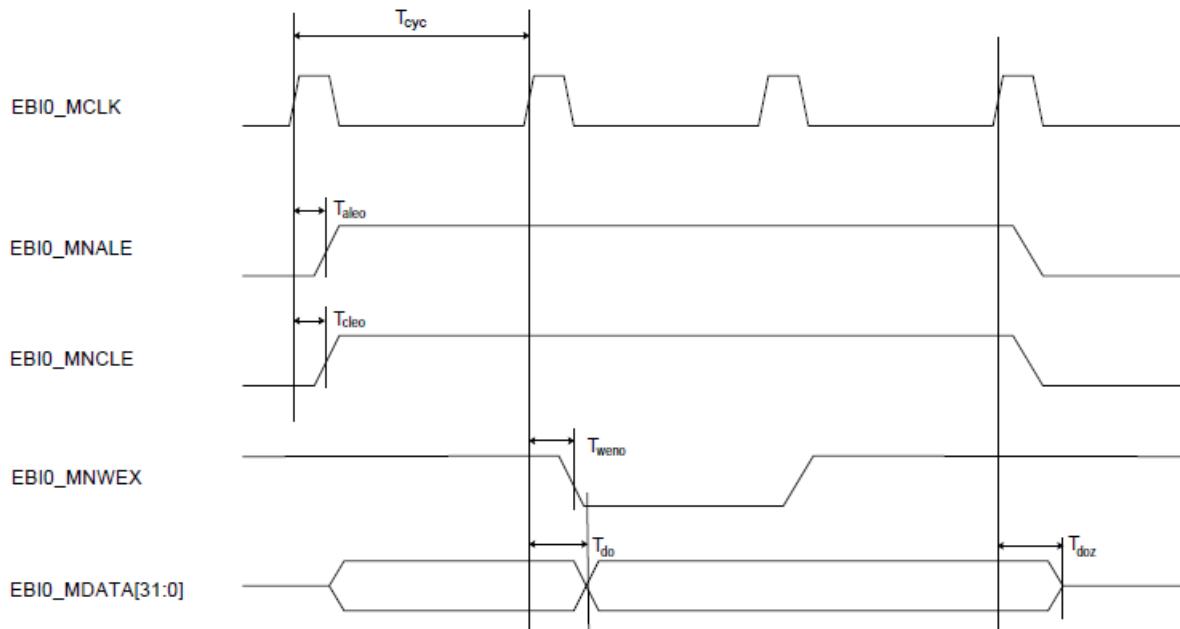 Tcyc
EBI0_MCLK
Taleo
EBI0_MNALE
Tcleo
EBI0_MNCLE
Tweno
EBI0_MNWEX
Tdo
Tdoz
EBI0_MDATA[31:0]